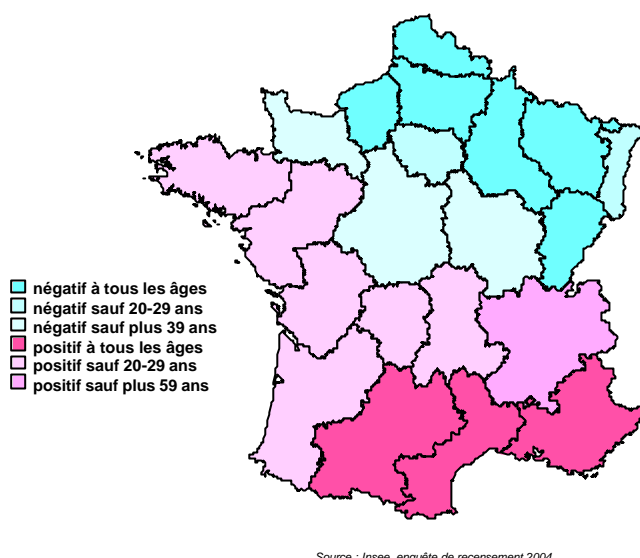 négatif à tous les âges
négatif sauf 20-29 ans
négatif sauf plus 39 ans
positif à tous les âges
positif sauf 20-29 ans
positif sauf plus 59 ans
Source : Insee, enquête de recensement 2004